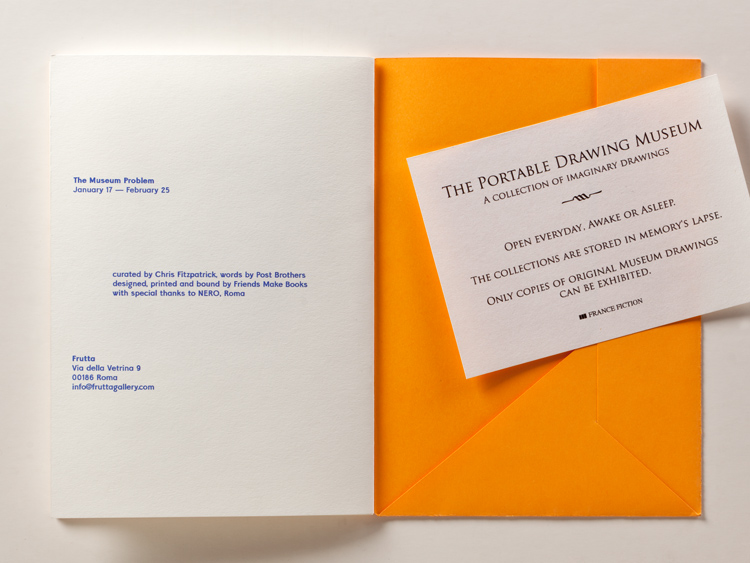 The Museum Problem
January 17 — February 25
curated by Chris Fitzpatrick, words by Post Brothers
designed, printed and bound by Friends Make Books
with special thanks to NERO, Roma
Frutta
Via della Vetrina 9
00186 Roma
info@fruttagallery.com
THE PORTABLE DRAWING MUSEUM
A COLLECTION OF IMAGINARY DRAWINGS
OPEN EVERYDAY, AWAKE OR ASLEEP.
THE COLLECTIONS ARE STORED IN MEMORY'S LAPSE.
ONLY COPIES OF ORIGINAL MUSEUM DRAWINGS
CAN BE EXHIBITED.
FRANCE FICTION